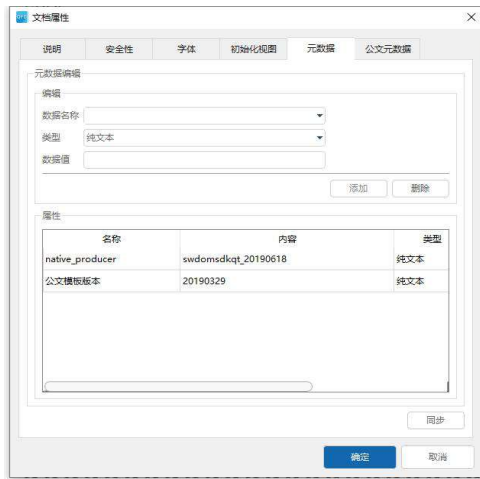 文档属性
说明 安全性 字体 初始化视图 元数据 公文元数据
元数据编辑
编辑
数据名称
类型 纯文本
数据值
添加 删除
属性
名称 内容 类型
native_producer swdomsdkqt_20190618 纯文本
公文模板版本 20190329 纯文本
同步
确定 取消